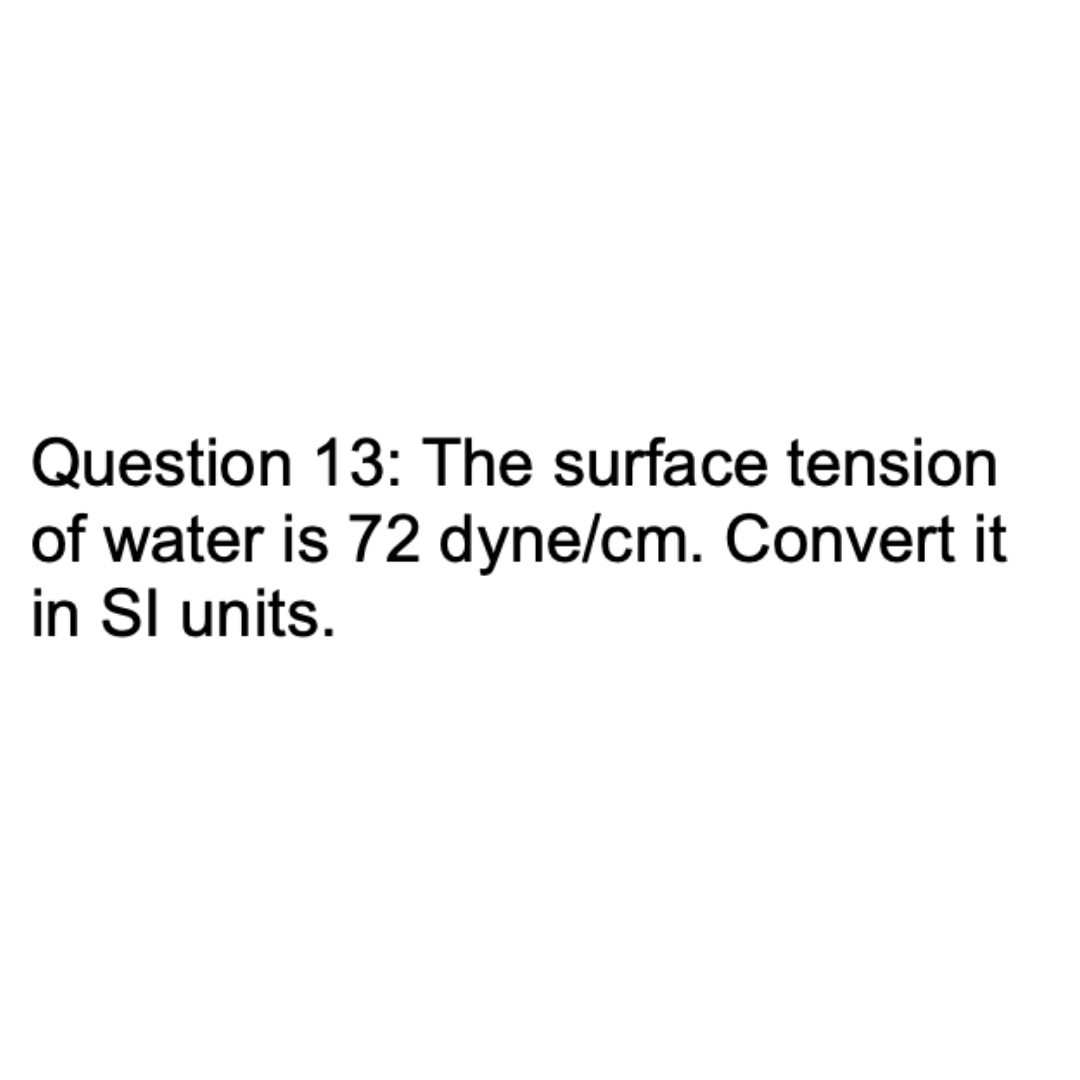 Question 13: The surface tension
of water is 72 dyne/cm. Convert it
in SI units.